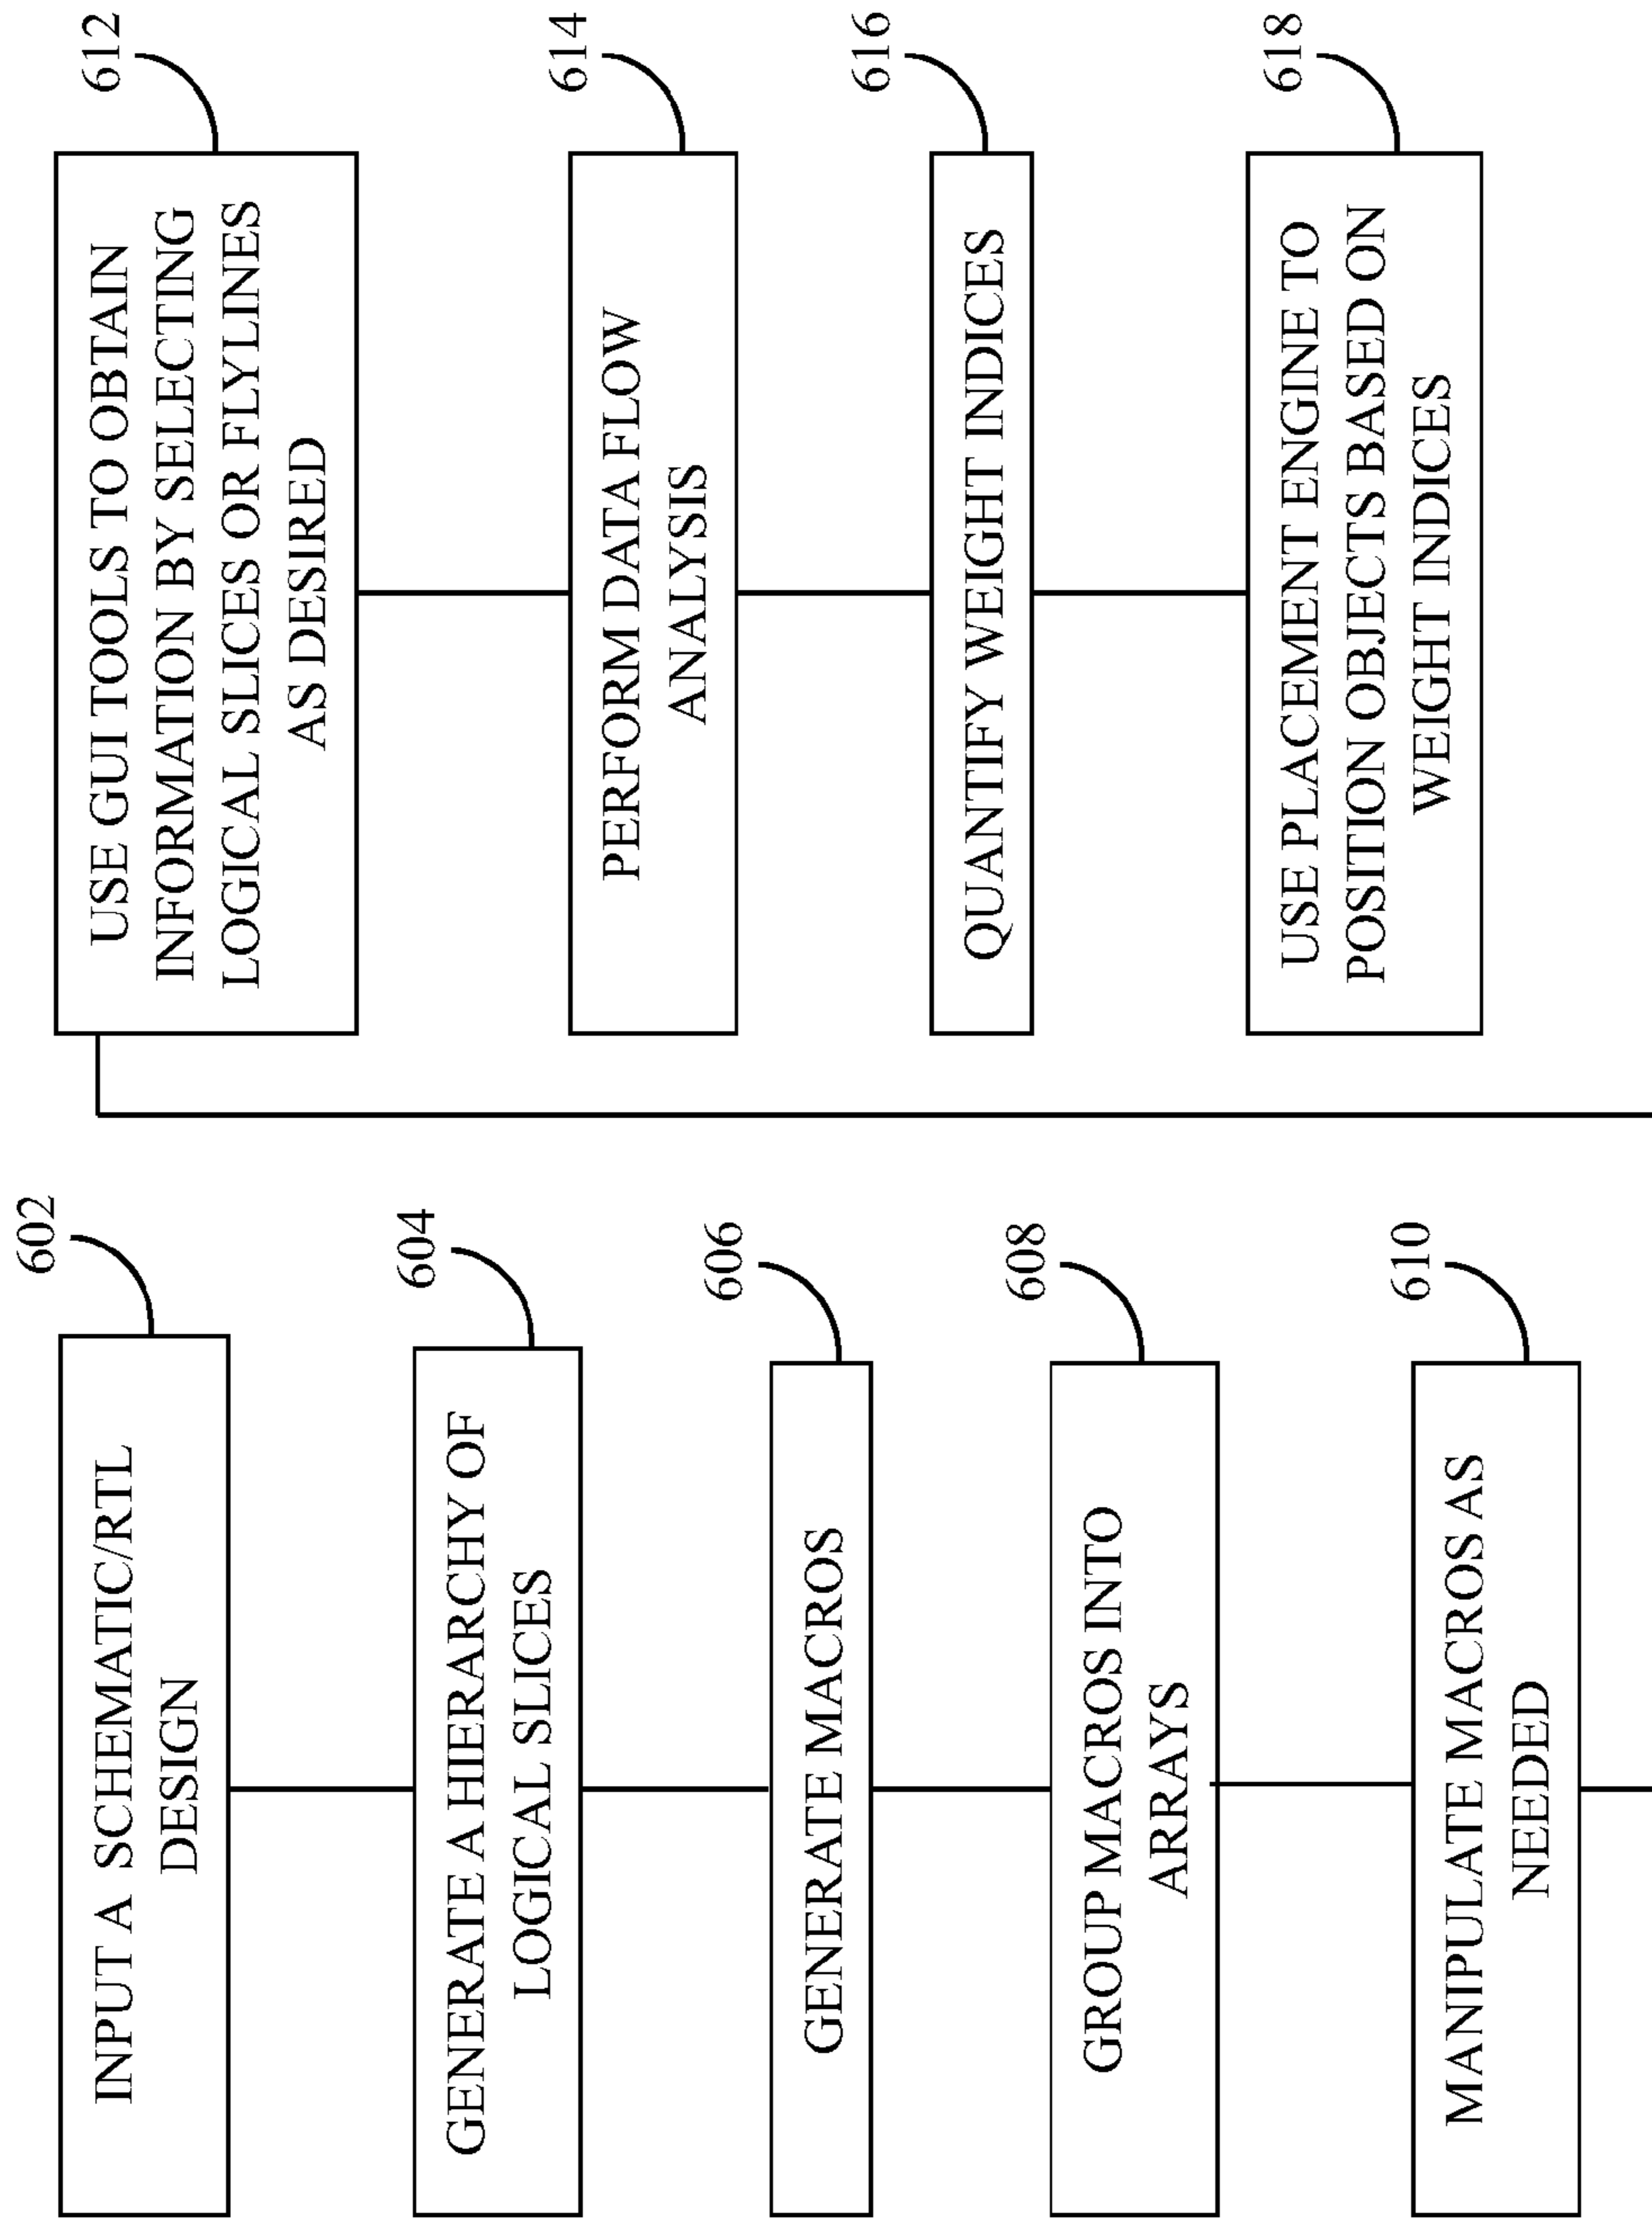 602
INPUT A SCHEMATIC/RTL
DESIGN
604
GENERATE A HIERARCHY OF
LOGICAL SLICES
606
GENERATE MACROS
608
GROUP MACROS INTO
ARRAYS
610
MANIPULATE MACROS AS
NEEDED
612
USE GUI TOOLS TO OBTAIN
INFORMATION BY SELECTING
LOGICAL SLICES OR FLYLINES
AS DESIRED
614
PERFORM DATA FLOW
ANALYSIS
616
QUANTIFY WEIGHT INDICES
618
USE PLACEMENT ENGINE TO
POSITION OBJECTS BASED ON
WEIGHT INDICES